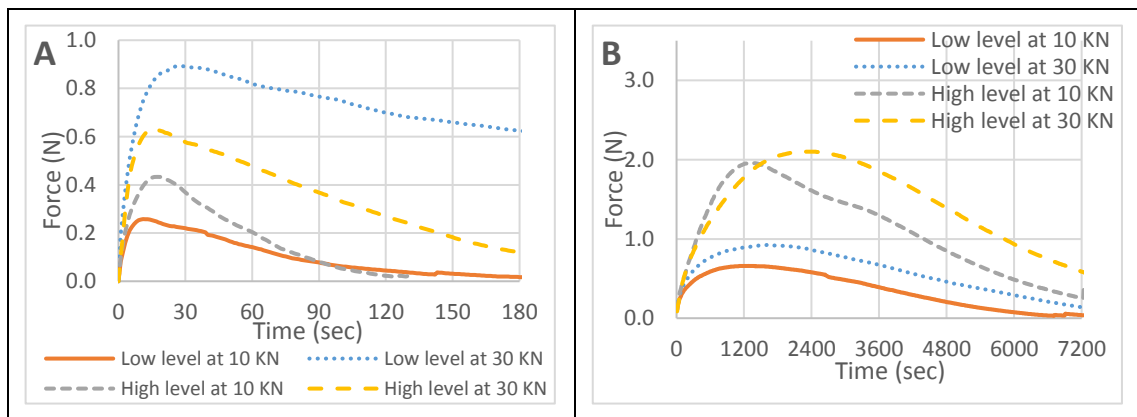 A
1.0
0.8
0.6
0.4
0.2
0.0
Force (N)
0 30 60 90 120 150 180
Time (sec)
Low level at 10 KN Low level at 30 KN
High level at 10 KN High level at 30 KN
B
Low level at 10 KN
Low level at 30 KN
High level at 10 KN
High level at 30 KN
3.0
2.0
1.0
0.0
Force (N)
0 1200 2400 3600 4800 6000 7200
Time (sec)